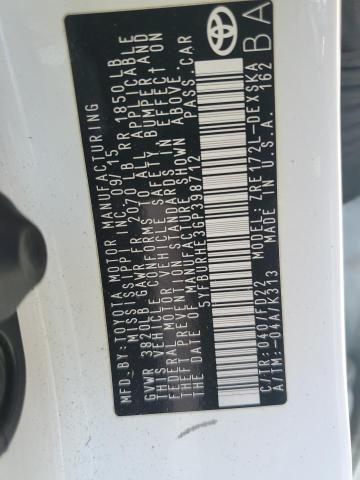 MFD.BY:TOYOTA MOTOR MANUFACTURING
MISSISSIPPI INC. 09/15
GVWR 3820LB GAWR FR 2070 LB RR 1850LB
THIS VEHICLE CONFORMS TO ALL APPLICABLE
FEDERAL MOTOR VEHICLE SAFETY BUMPER AND
THEFT PREVENTION STANDARDS IN EFFECT ON
THE DATE OF MANUFACTURE SHOWN ABOVE.
5YFBURHE3GP398712 PASS.CAR
C/TR:040/FD22 MODEL: ZRE172L-DEXSKA
A/TM:-04A/K313 MADE IN U.S.A. 162
TOYOTA
BA